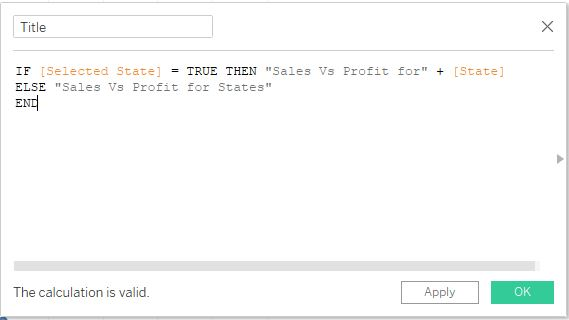 Title
IF [Selected State] = TRUE THEN "Sales Vs Profit for" + [State]
ELSE "Sales Vs Profit for States"
END
The calculation is valid.
Apply
OK